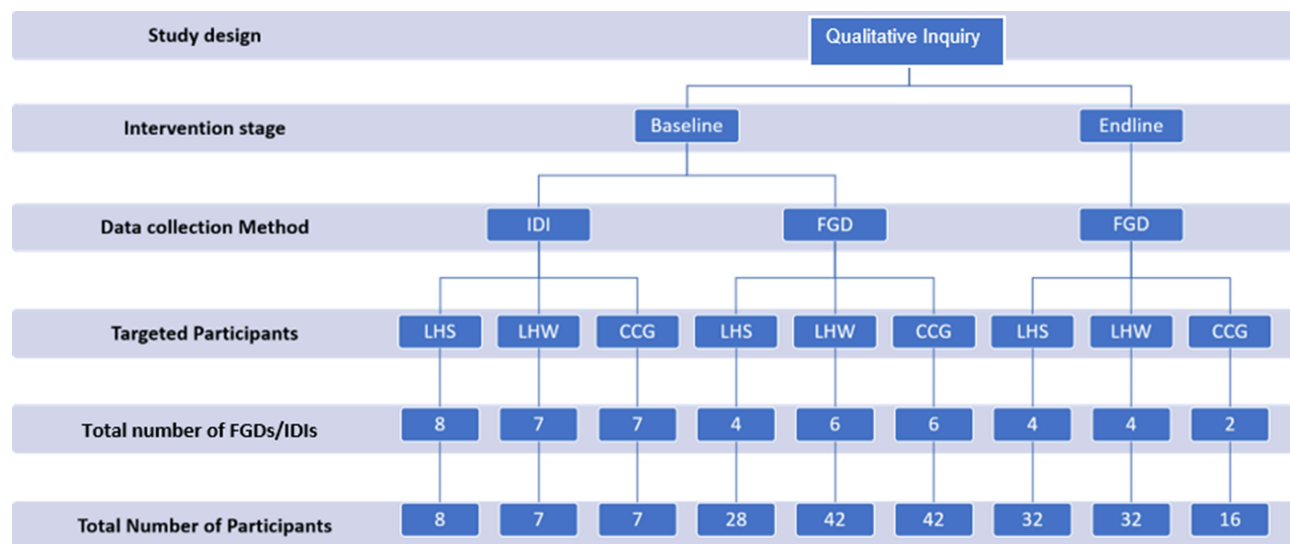 Study design
Qualitative Inquiry
Intervention stage
Baseline
Endline
Data collection Method
IDI
FGD
FGD
Targeted Participants
LHS
LHW
CCG
LHS
LHW
CCG
LHS
LHW
CCG
Total number of FGDs/IDIs
8
7
7
4
6
6
4
4
2
Total Number of Participants
8
7
7
28
42
42
32
32
16